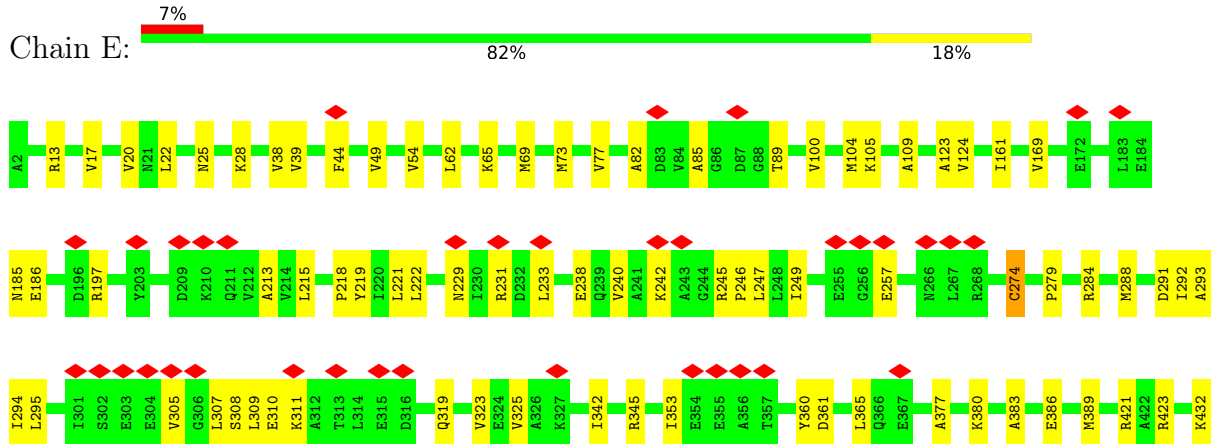 7%
Chain E:
82% 18%
A2 R13 V17 V20 N21 L22 N25 K28 V38 V39 F44 V49 V54 L62 K65 M69 M73 V77 A82 D83 V84 A85 G86 D87 G88 T89 V100 M104 K105 A109 A123 V124 I161 V169 E172 L183 E184
N185 E186 D196 R197 Y203 D209 K210 Q211 V212 A213 V214 L215 P218 Y219 I220 L221 L222 N229 I230 R231 D232 L233 E238 Q239 V240 A241 K242 A243 G244 R245 P246 L247 L248 I249 E255 G256 E257 N266 L267 R268 C274 P279 R284 M288 D291 I292 A293
I294 L295 I301 S302 E303 E304 V305 G306 L307 S308 L309 E310 K311 A312 T313 L314 E315 D316 Q319 V323 E324 V325 A326 K327 I342 R345 I353 E354 E355 A356 T357 Y360 D361 L365 Q366 E367 A377 K380 A383 E386 M389 R421 A422 R423 K432